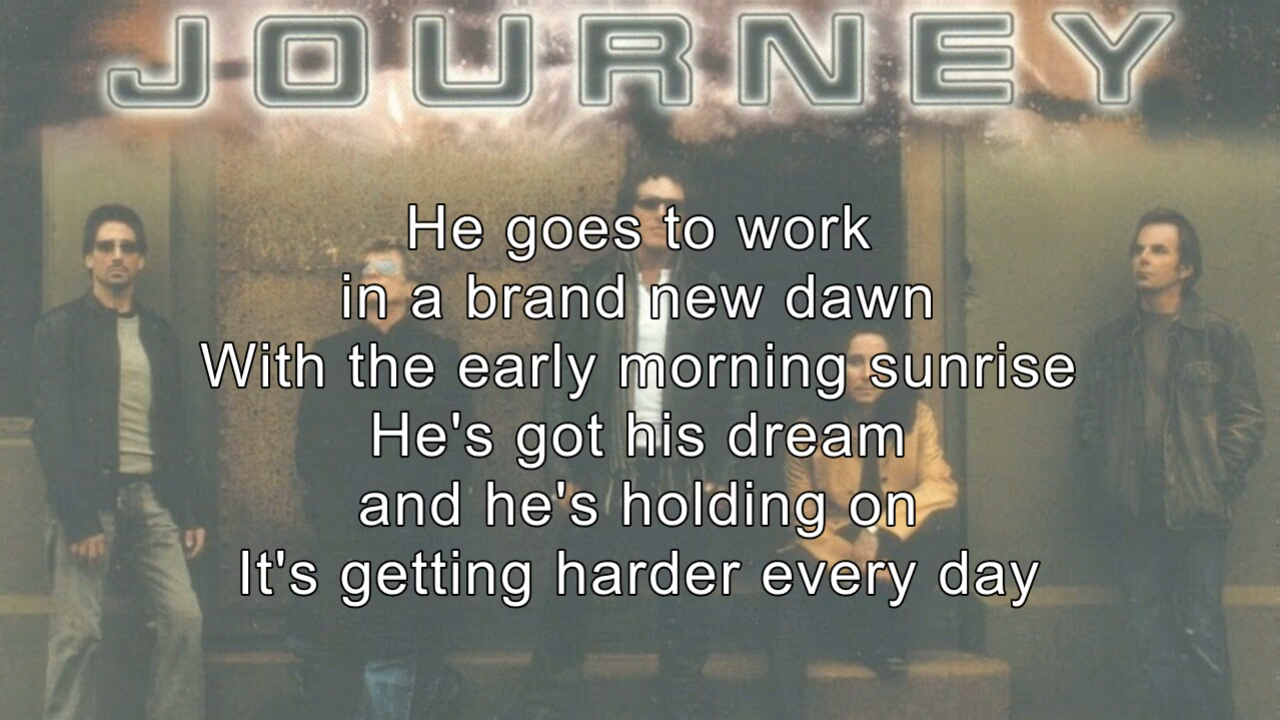 JOURNEY
He goes to work
in a brand new dawn
With the early morning sunrise
He's got his dream
and he's holding on
It's getting harder every day